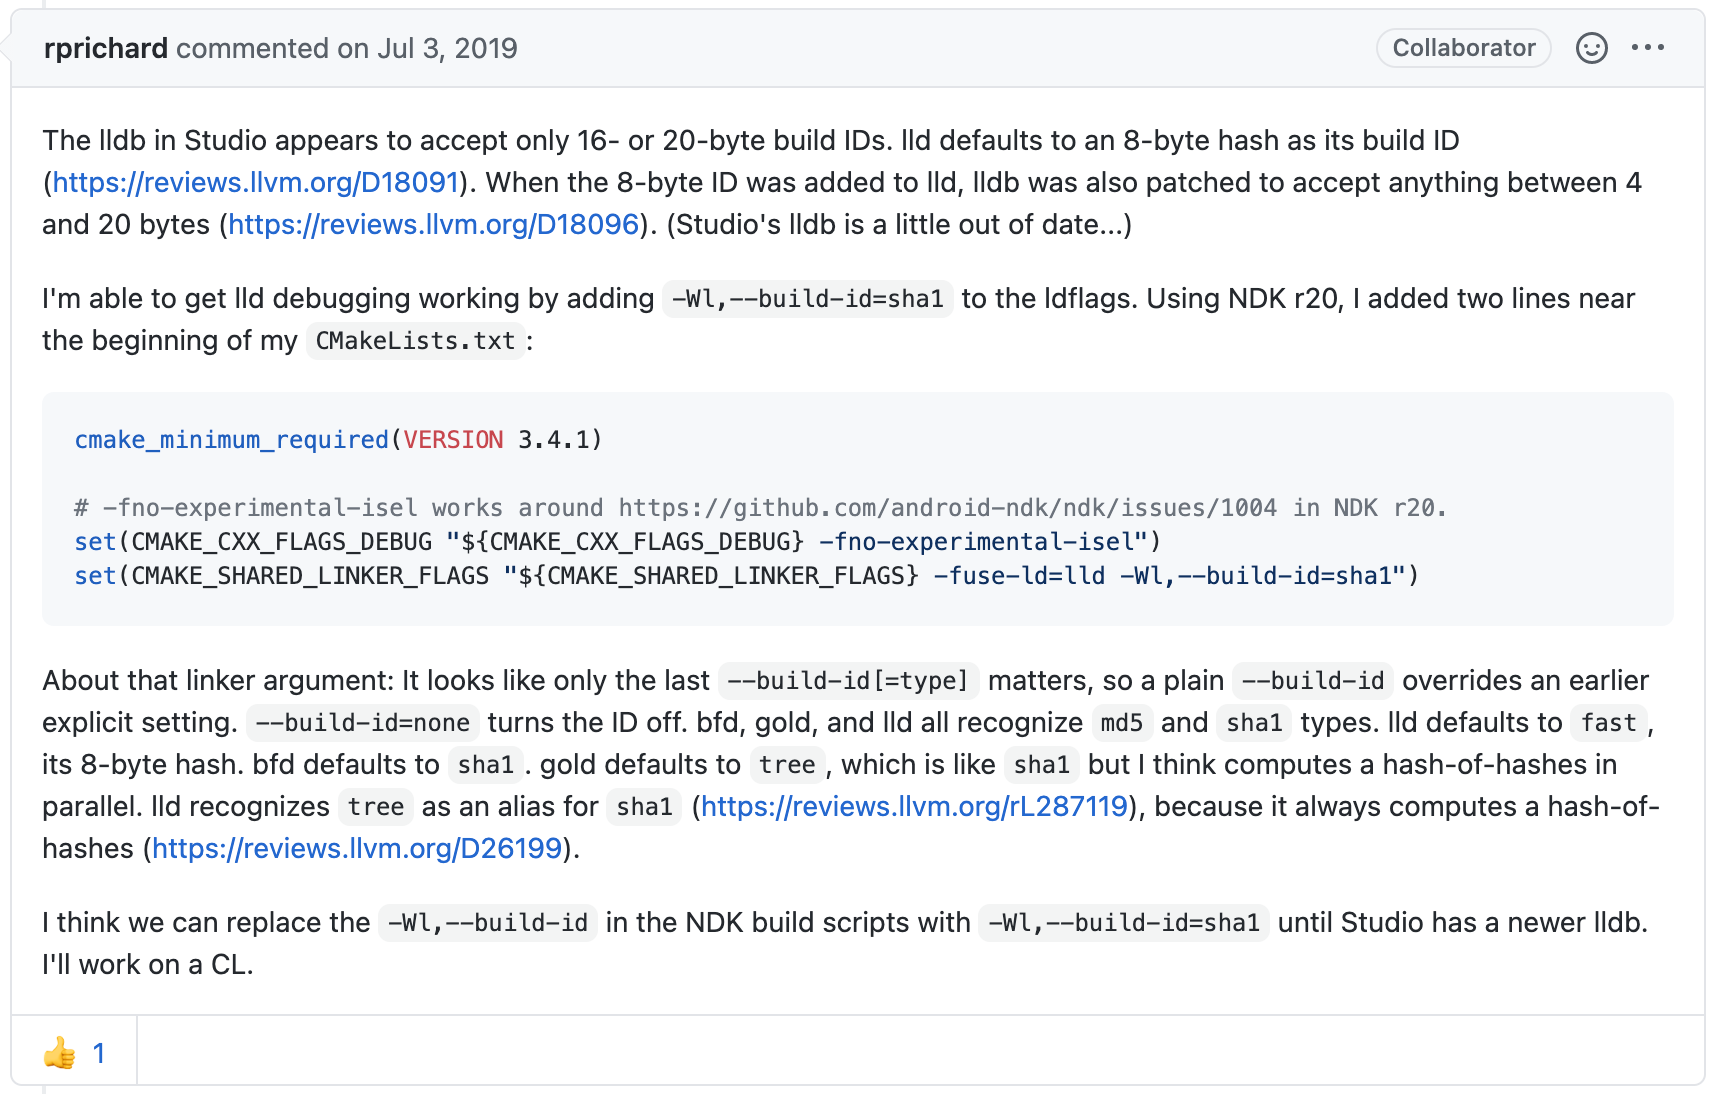 rprichard commented on Jul 3, 2019 Collaborator
The lldb in Studio appears to accept only 16- or 20-byte build IDs. lld defaults to an 8-byte hash as its build ID
(https://reviews.llvm.org/D18091). When the 8-byte ID was added to lld, lldb was also patched to accept anything between 4
and 20 bytes (https://reviews.llvm.org/D18096). (Studio's lldb is a little out of date...)
I'm able to get lld debugging working by adding -Wl,--build-id=sha1 to the ldflags. Using NDK r20, I added two lines near
the beginning of my CMakeLists.txt:
cmake_minimum_required(VERSION 3.4.1)
# -fno-experimental-isel works around https://github.com/android-ndk/ndk/issues/1004 in NDK r20.
set(CMAKE_CXX_FLAGS_DEBUG "${CMAKE_CXX_FLAGS_DEBUG} -fno-experimental-isel")
set(CMAKE_SHARED_LINKER_FLAGS "${CMAKE_SHARED_LINKER_FLAGS} -fuse-ld=lld -Wl,--build-id=sha1")
About that linker argument: It looks like only the last --build-id[=type] matters, so a plain --build-id overrides an earlier
explicit setting. --build-id=none turns the ID off. bfd, gold, and lld all recognize md5 and sha1 types. lld defaults to fast,
its 8-byte hash. bfd defaults to sha1. gold defaults to tree, which is like sha1 but I think computes a hash-of-hashes in
parallel. lld recognizes tree as an alias for sha1 (https://reviews.llvm.org/rL287119), because it always computes a hash-of-
hashes (https://reviews.llvm.org/D26199).
I think we can replace the -Wl,--build-id in the NDK build scripts with -Wl,--build-id=sha1 until Studio has a newer lldb.
I'll work on a CL.
👍 1